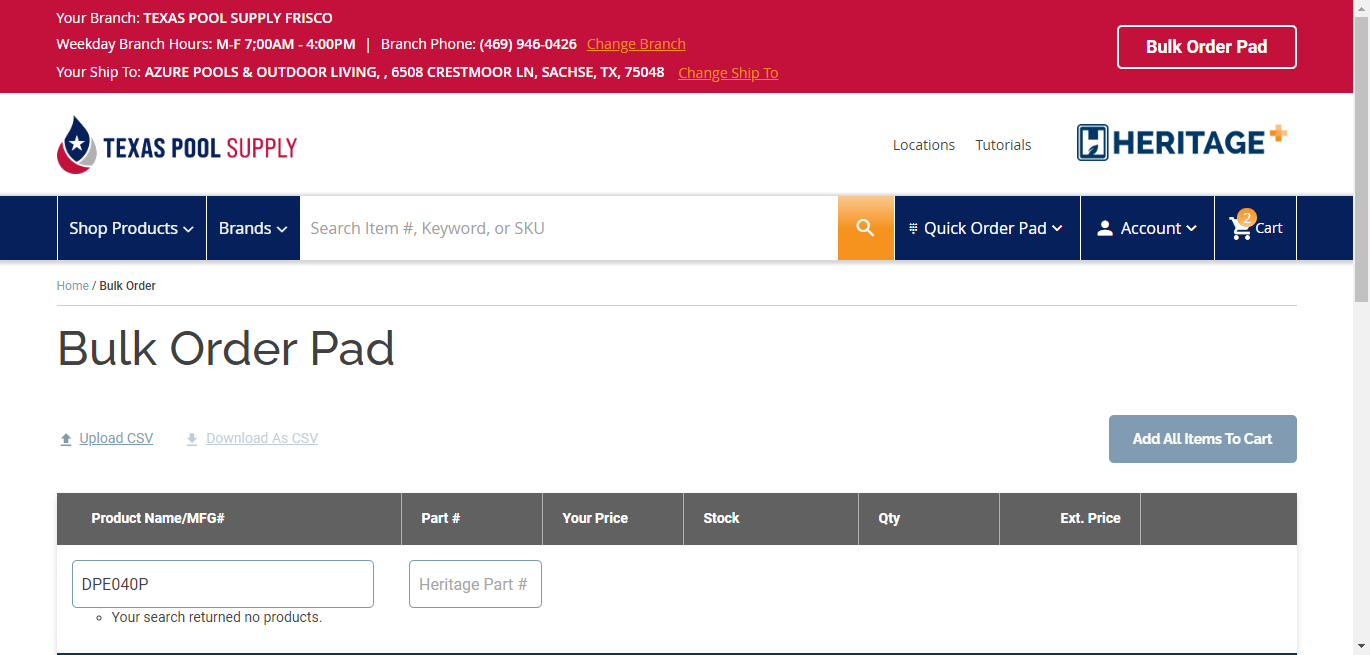 Your Branch: TEXAS POOL SUPPLY FRISCO
Weekday Branch Hours: M-F 7;00AM - 4:00PM | Branch Phone: (469) 946-0426 Change Branch
Your Ship To: AZURE POOLS & OUTDOOR LIVING, , 6508 CRESTMOOR LN, SACHSE, TX, 75048 Change Ship To
Bulk Order Pad
TEXAS POOL SUPPLY
Locations Tutorials
HERITAGE+
Shop Products Brands Search Item #, Keyword, or SKU Quick Order Pad Account 2 Cart
Home / Bulk Order
Bulk Order Pad
Upload CSV Download As CSV Add All Items To Cart
Product Name/MFG# Part # Your Price Stock Qty Ext. Price
DPE040P Heritage Part #
Your search returned no products.